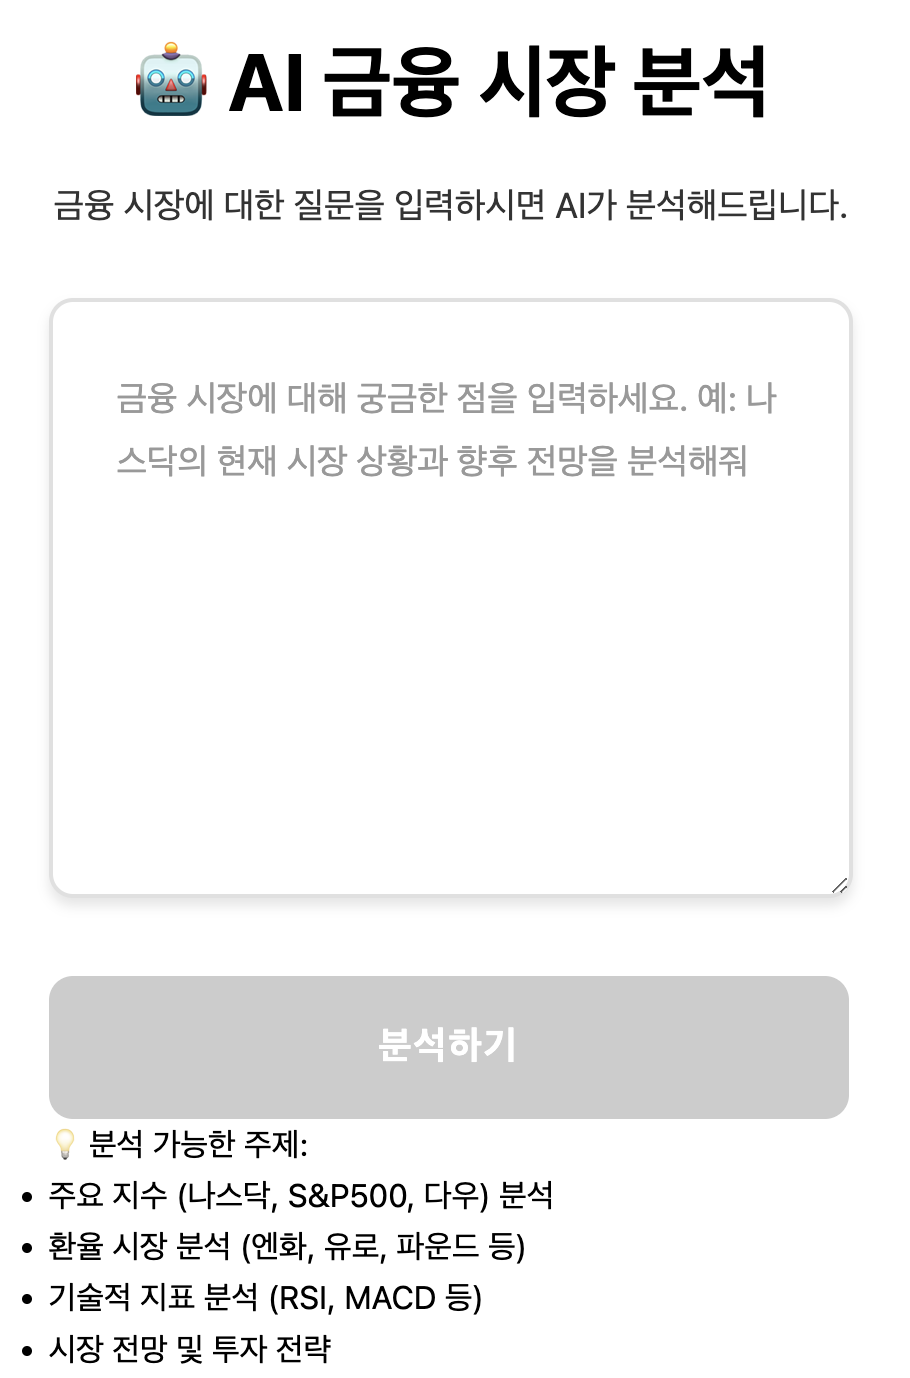 🤖 AI 금융 시장 분석
금융 시장에 대한 질문을 입력하시면 AI가 분석해드립니다.
금융 시장에 대해 궁금한 점을 입력하세요. 예: 나
스닥의 현재 시장 상황과 향후 전망을 분석해줘
분석하기
💡 분석 가능한 주제:
• 주요 지수 (나스닥, S&P500, 다우) 분석
• 환율 시장 분석 (엔화, 유로, 파운드 등)
• 기술적 지표 분석 (RSI, MACD 등)
• 시장 전망 및 투자 전략